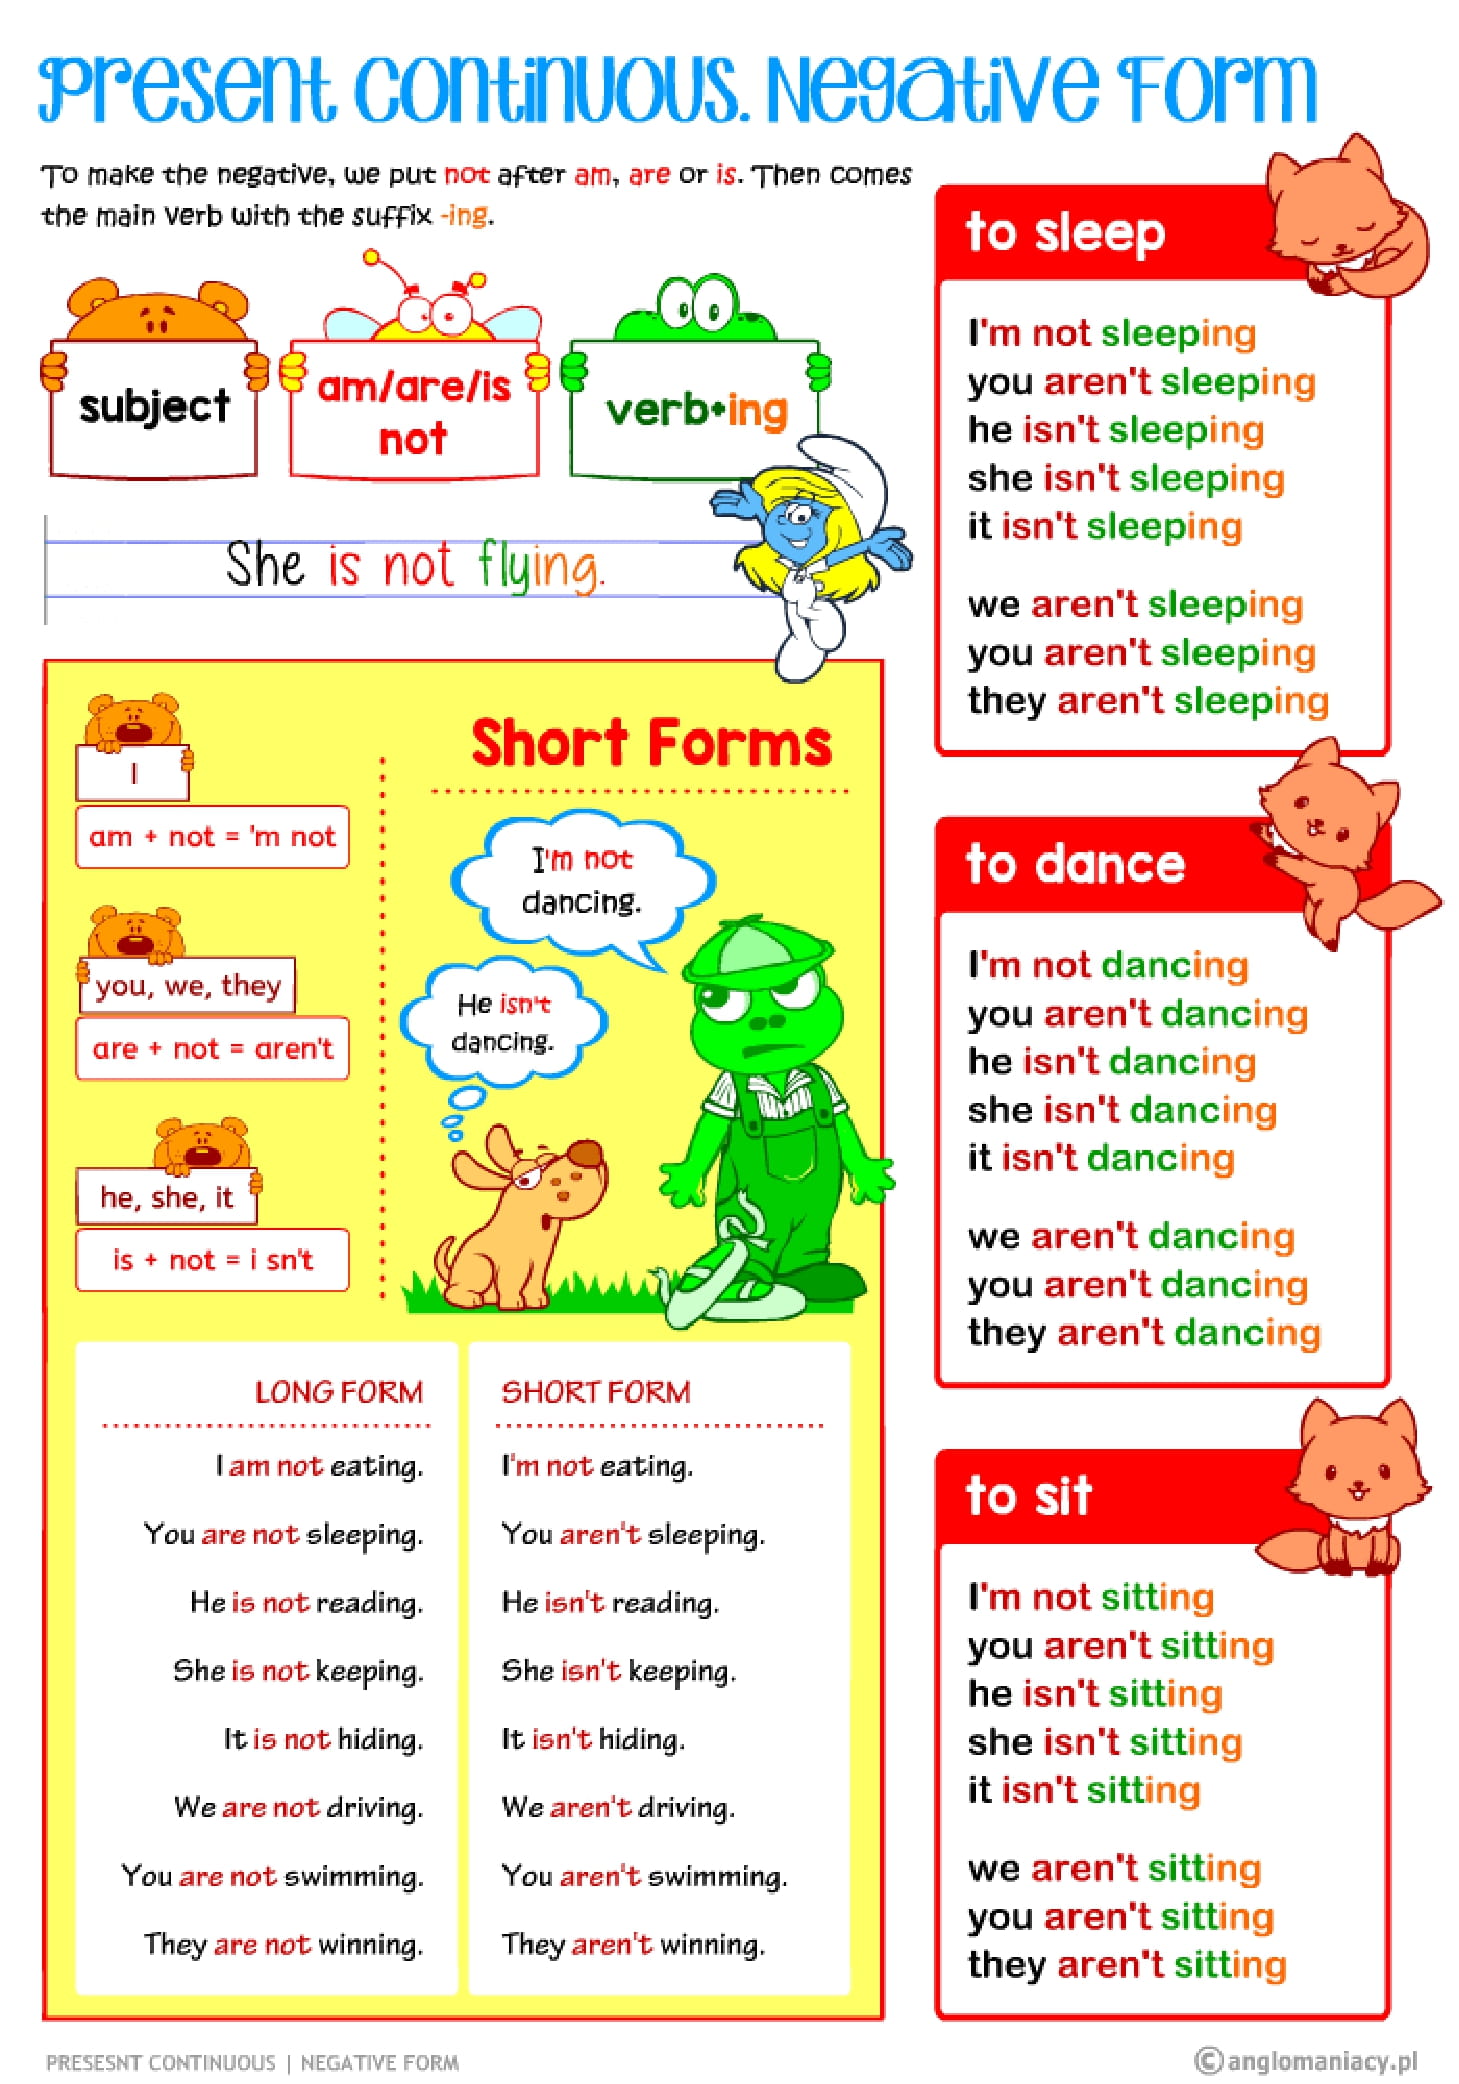 Present Continuous. Negative Form
To make the negative, we put not after am, are or is. Then comes
the main verb with the suffix -ing.
subject
am/are/is
not
verb+ing
She is not flying.
Short Forms
I
am + not = 'm not
you, we, they
are + not = aren't
he, she, it
is + not = i sn't
I'm not
dancing.
He isn't
dancing.
LONG FORM
I am not eating.
You are not sleeping.
He is not reading.
She is not keeping.
It is not hiding.
We are not driving.
You are not swimming.
They are not winning.
SHORT FORM
I'm not eating.
You aren't sleeping.
He isn't reading.
She isn't keeping.
It isn't hiding.
We aren't driving.
You aren't swimming.
They aren't winning.
to sleep
I'm not sleeping
you aren't sleeping
he isn't sleeping
she isn't sleeping
it isn't sleeping
we aren't sleeping
you aren't sleeping
they aren't sleeping
to dance
I'm not dancing
you aren't dancing
he isn't dancing
she isn't dancing
it isn't dancing
we aren't dancing
you aren't dancing
they aren't dancing
to sit
I'm not sitting
you aren't sitting
he isn't sitting
she isn't sitting
it isn't sitting
we aren't sitting
you aren't sitting
they aren't sitting
PRESESNT CONTINUOUS | NEGATIVE FORM
©anglomaniacy.pl